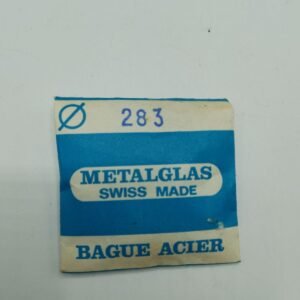 Ø 283
METALGLAS
SWISS MADE
BAGUE ACIER